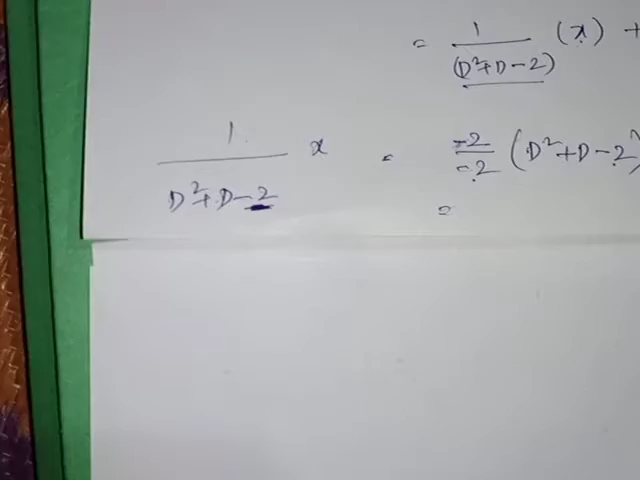 = 1/(D²+D-2) (x) +
1/(D²+D-2) x = -2/-2 (D²+D-2)
=